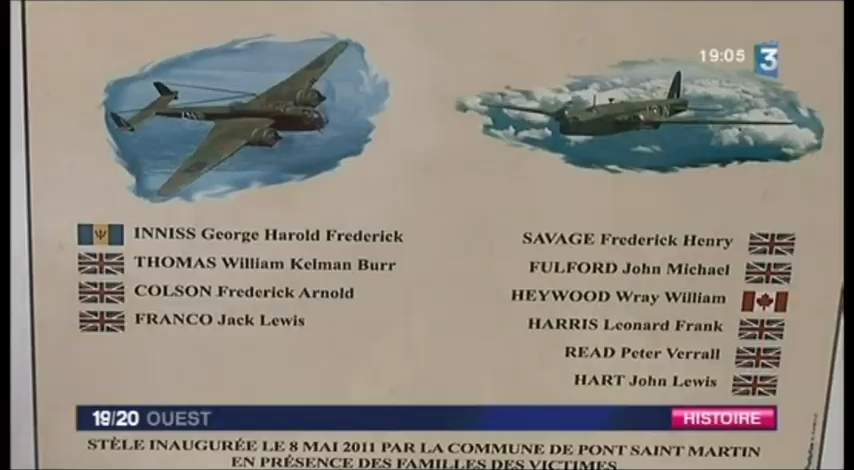 19:05 3
INNISS George Harold Frederick
THOMAS William Kelman Burr
COLSON Frederick Arnold
FRANCO Jack Lewis
SAVAGE Frederick Henry
FULFORD John Michael
HEYWOOD Wray William
HARRIS Leonard Frank
READ Peter Verrall
HART John Lewis
19/20 OUEST
HISTOIRE
STÈLE INAUGURÉE LE 8 MAI 2011 PAR LA COMMUNE DE PONT SAINT MARTIN
EN PRÉSENCE DES FAMILLES DES VICTIMES